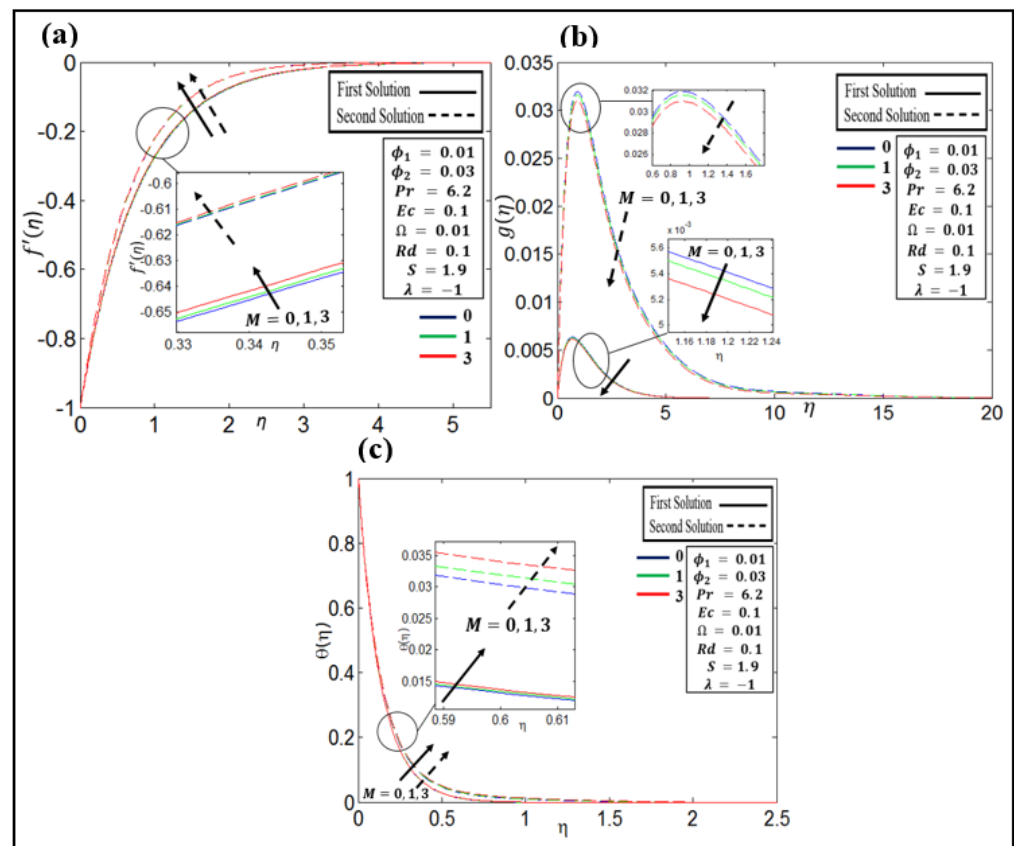 (a)
0
-0.2
-0.4
-0.6
-0.8
-1
f′(η)
First Solution
Second Solution
ϕ₁ = 0.01
ϕ₂ = 0.03
Pr = 6.2
Ec = 0.1
Ω = 0.01
Rd = 0.1
S = 1.9
λ = −1
0
1
3
-0.6
-0.61
-0.62
-0.63
-0.64
-0.65
f′(η)
M = 0, 1, 3
0.33 0.34 0.35
η
0 1 2 3 4 5
η
(b)
0.035
0.03
0.025
0.02
0.015
0.01
0.005
0
g(η)
0.032
0.03
0.028
0.026
0.6 0.8 1 1.2 1.4 1.6
First Solution
Second Solution
0
1
3
ϕ₁ = 0.01
ϕ₂ = 0.03
Pr = 6.2
Ec = 0.1
Ω = 0.01
Rd = 0.1
S = 1.9
λ = −1
M = 0, 1, 3
x 10⁻³
5.6
5.4
5.2
5
M = 0, 1, 3
1.16 1.18 1.2 1.22 1.24
η
0 5 10 15 20
η
(c)
1
0.8
0.6
0.4
0.2
0
Θ(η)
First Solution
Second Solution
0
1
3
ϕ₁ = 0.01
ϕ₂ = 0.03
Pr = 6.2
Ec = 0.1
Ω = 0.01
Rd = 0.1
S = 1.9
λ = −1
0.035
0.03
0.025
0.02
0.015
Θ(η)
M = 0, 1, 3
0.59 0.6 0.61
η
M = 0, 1, 3
0 0.5 1 1.5 2 2.5
η